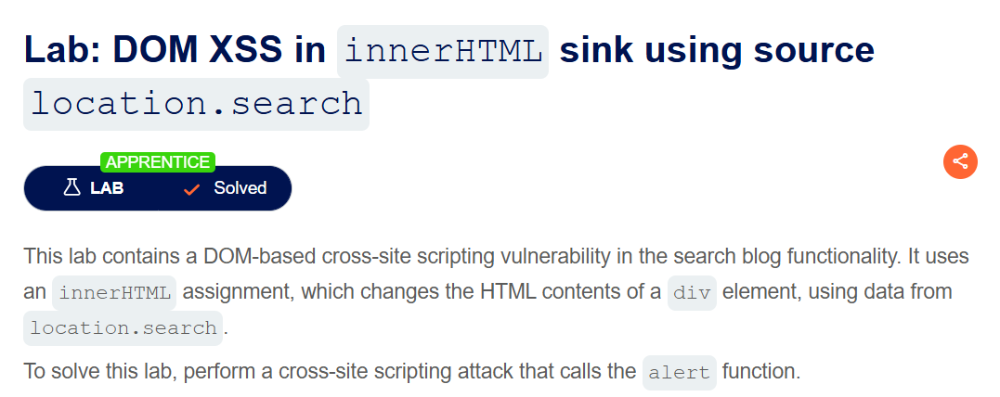 Lab: DOM XSS in innerHTML sink using source
location.search
APPRENTICE
LAB Solved
This lab contains a DOM-based cross-site scripting vulnerability in the search blog functionality. It uses
an innerHTML assignment, which changes the HTML contents of a div element, using data from
location.search.
To solve this lab, perform a cross-site scripting attack that calls the alert function.